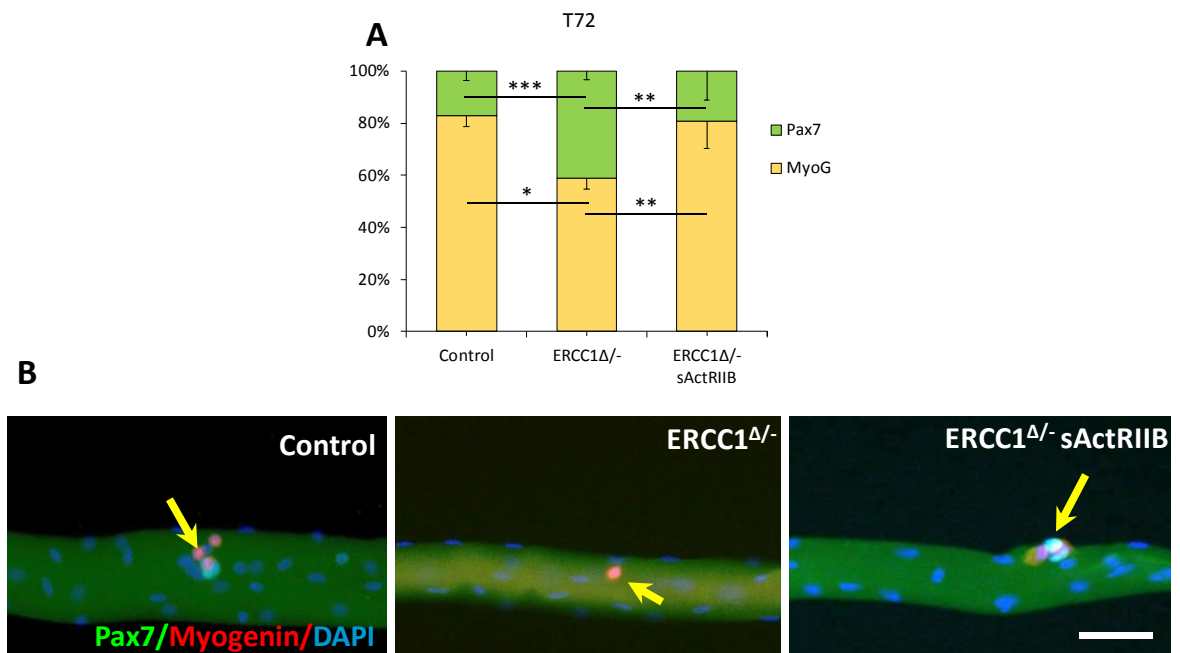 T72
A
100%
80%
60%
40%
20%
0%
***
**
*
**
Pax7
MyoG
Control
ERCC1Δ/-
ERCC1Δ/-
sActRIIB
B
Control
ERCC1Δ/-
ERCC1Δ/- sActRIIB
Pax7/Myogenin/DAPI